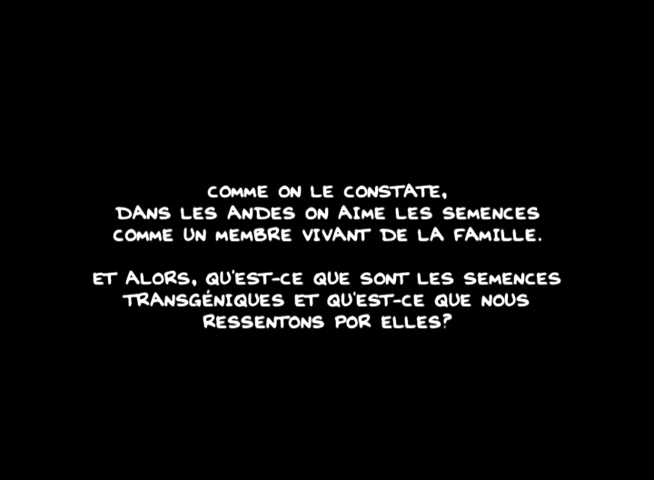 COMME ON LE CONSTATE,
DANS LES ANDES ON AIME LES SEMENCES
COMME UN MEMBRE VIVANT DE LA FAMILLE.
ET ALORS, QU'EST-CE QUE SONT LES SEMENCES
TRANSGÉNIQUES ET QU'EST-CE QUE NOUS
RESSENTONS POR ELLES?